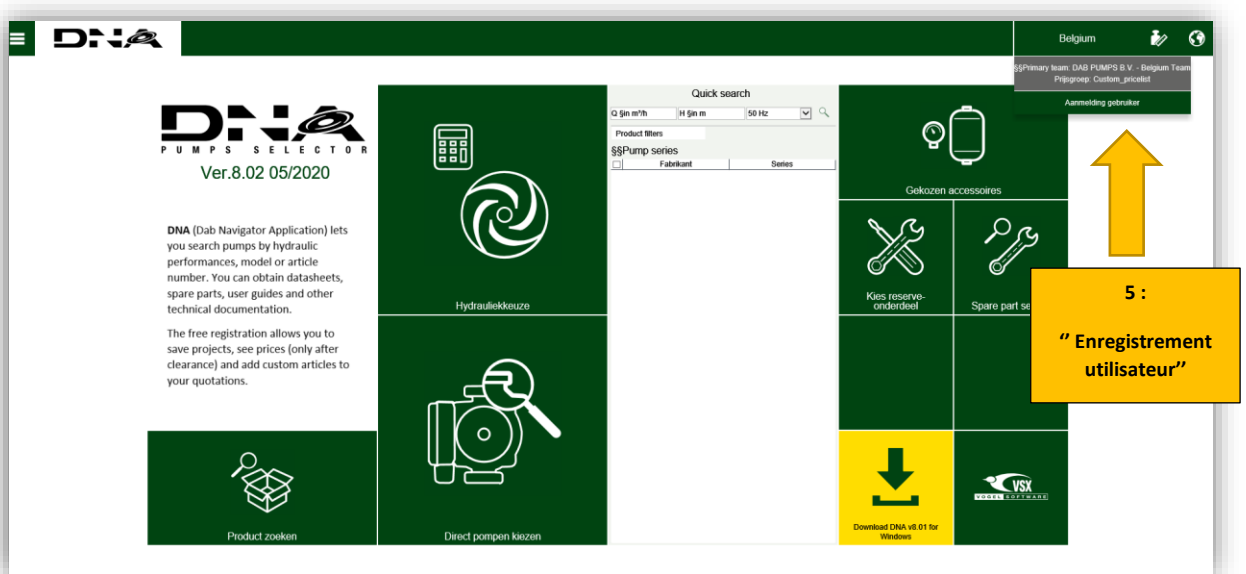 DNA
Belgium
§§Primary team: DAB PUMPS B.V. - Belgium Team
Prijsgroep: Custom_pricelist
Aanmelding gebruiker
DNA
PUMPS SELECTOR
Ver.8.02 05/2020
DNA (Dab Navigator Application) lets
you search pumps by hydraulic
performances, model or article
number. You can obtain datasheets,
spare parts, user guides and other
technical documentation.
The free registration allows you to
save projects, see prices (only after
clearance) and add custom articles to
your quotations.
Product zoeken
Hydrauliekkeuze
Direct pompen kiezen
Quick search
Q §in m³/h H §in m 50 Hz
Product filters
§§Pump series
Fabrikant Series
Gekozen accessoires
Kies reserve-
onderdeel
Spare part se
Download DNA v8.01 for
Windows
VSX
VOGEL SOFTWARE
5 :
‘’ Enregistrement
utilisateur’’